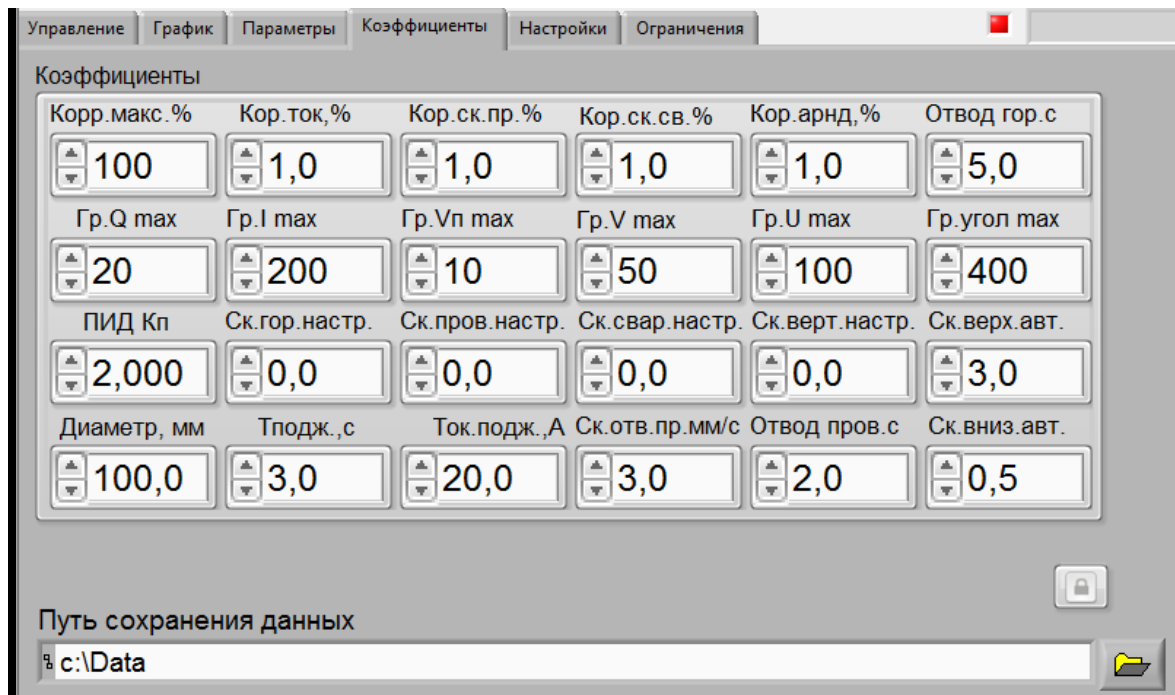 Управление График Параметры Коэффициенты Настройки Ограничения
Коэффициенты
Корр.макс.% Кор.ток,% Кор.ск.пр.% Кор.ск.св.% Кор.арнд,% Отвод гор.с
100 1,0 1,0 1,0 1,0 5,0
Гр.Q max Гр.I max Гр.Vп max Гр.V max Гр.U max Гр.угол max
20 200 10 50 100 400
ПИД Кп Ск.гор.настр. Ск.пров.настр. Ск.свар.настр. Ск.верт.настр. Ск.верх.авт.
2,000 0,0 0,0 0,0 0,0 3,0
Диаметр, мм Тподж.,с Ток.подж.,А Ск.отв.пр.мм/с Отвод пров.с Ск.вниз.авт.
100,0 3,0 20,0 3,0 2,0 0,5
Путь сохранения данных
c:\Data